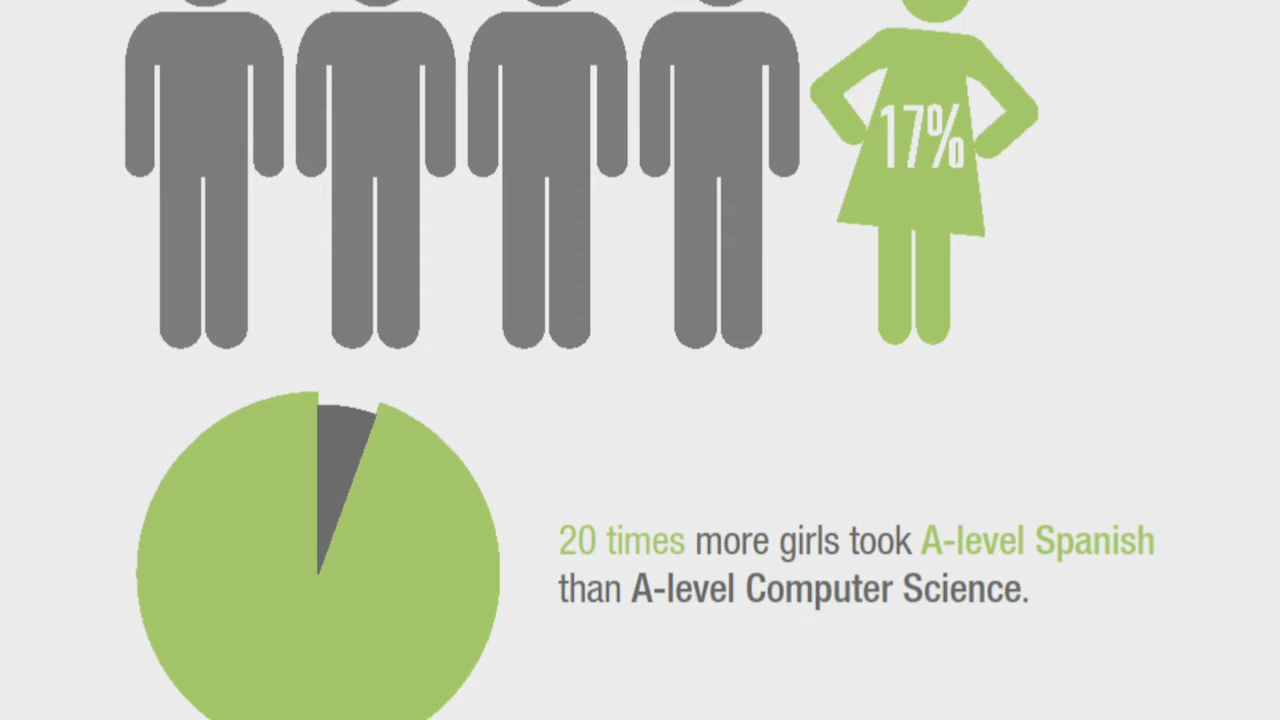 17%
20 times more girls took A-level Spanish
than A-level Computer Science.